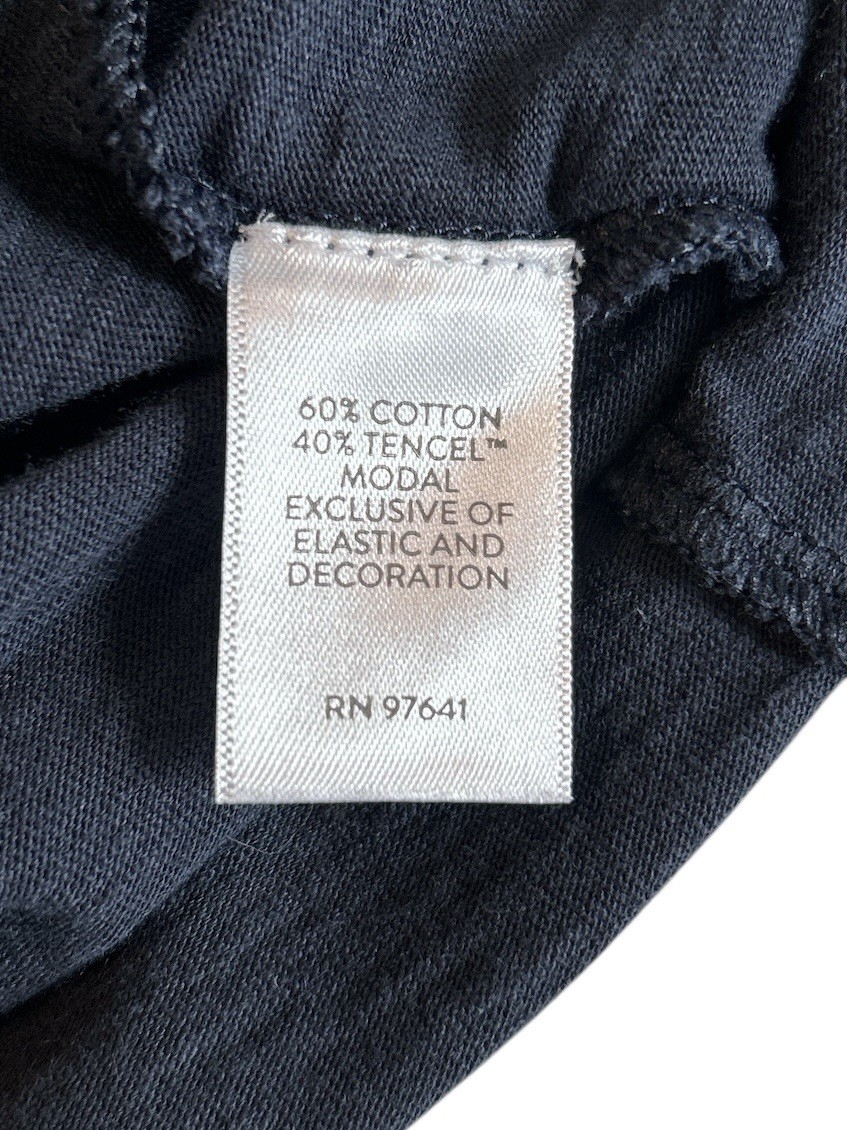 60% COTTON
40% TENCEL™
MODAL
EXCLUSIVE OF
ELASTIC AND
DECORATION
RN 97641